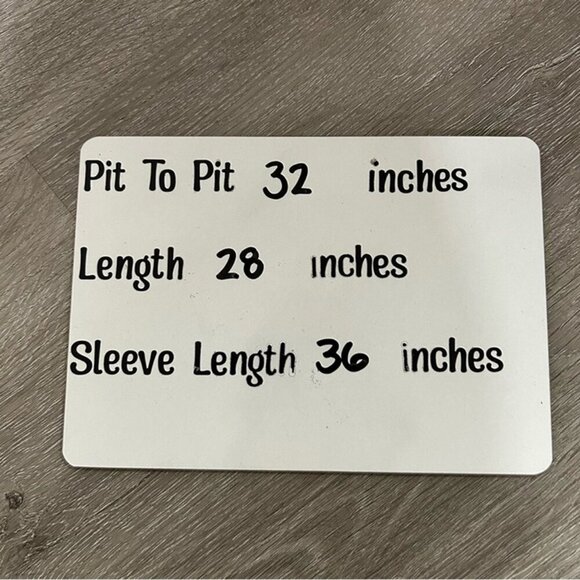 Pit To Pit 32 inches
Length 28 inches
Sleeve Length 36 inches